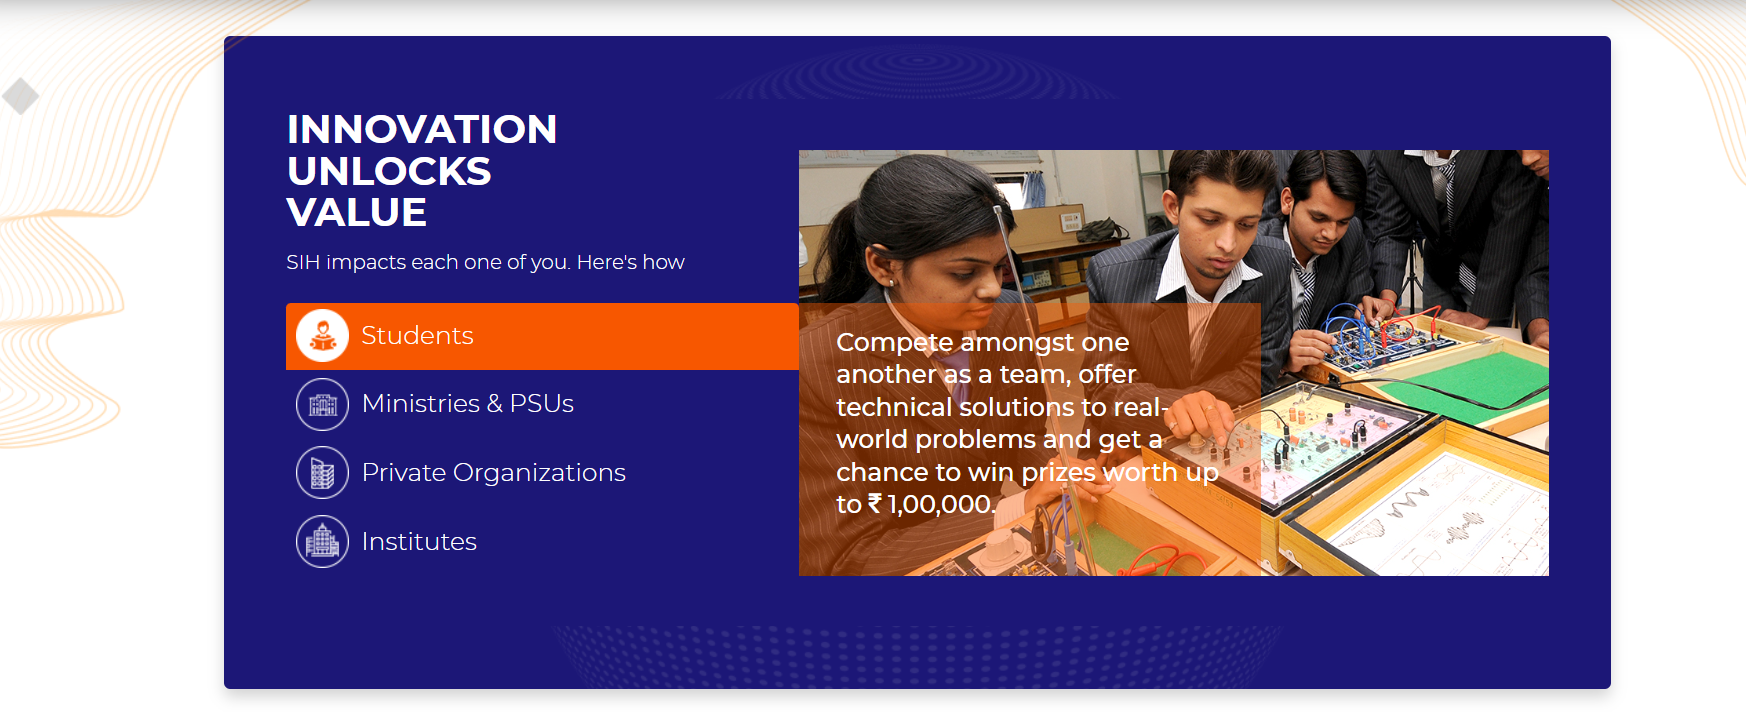 INNOVATION
UNLOCKS
VALUE
SIH impacts each one of you. Here's how
Students
Ministries & PSUs
Private Organizations
Institutes
Compete amongst one
another as a team, offer
technical solutions to real-
world problems and get a
chance to win prizes worth up
to ₹ 1,00,000.